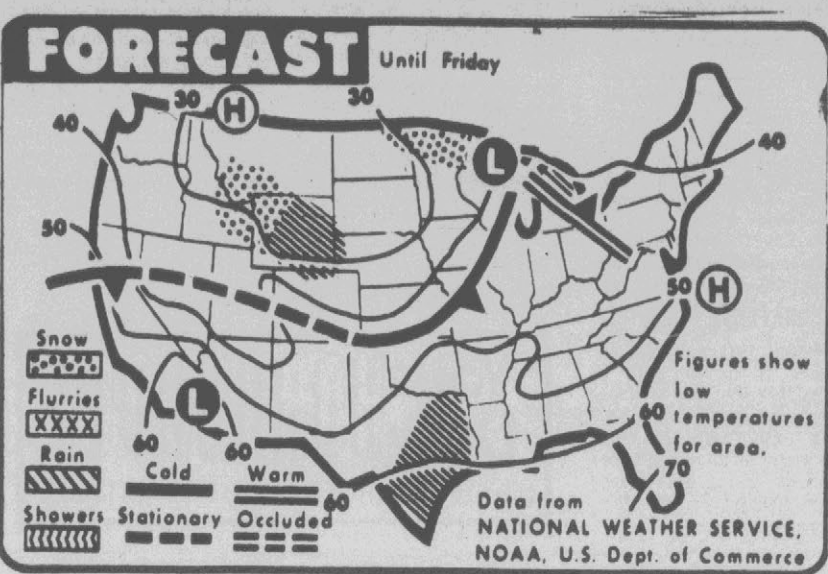 FORECAST Until Friday
30 H 30
40
L
40
50
50 H
Snow
Flurries
XXXX
Rain
Showers
L
60
60
60
Cold
Warm
Stationary
Occluded
Figures show
low
60 temperatures
for area.
70
Data from
NATIONAL WEATHER SERVICE,
NOAA, U.S. Dept. of Commerce